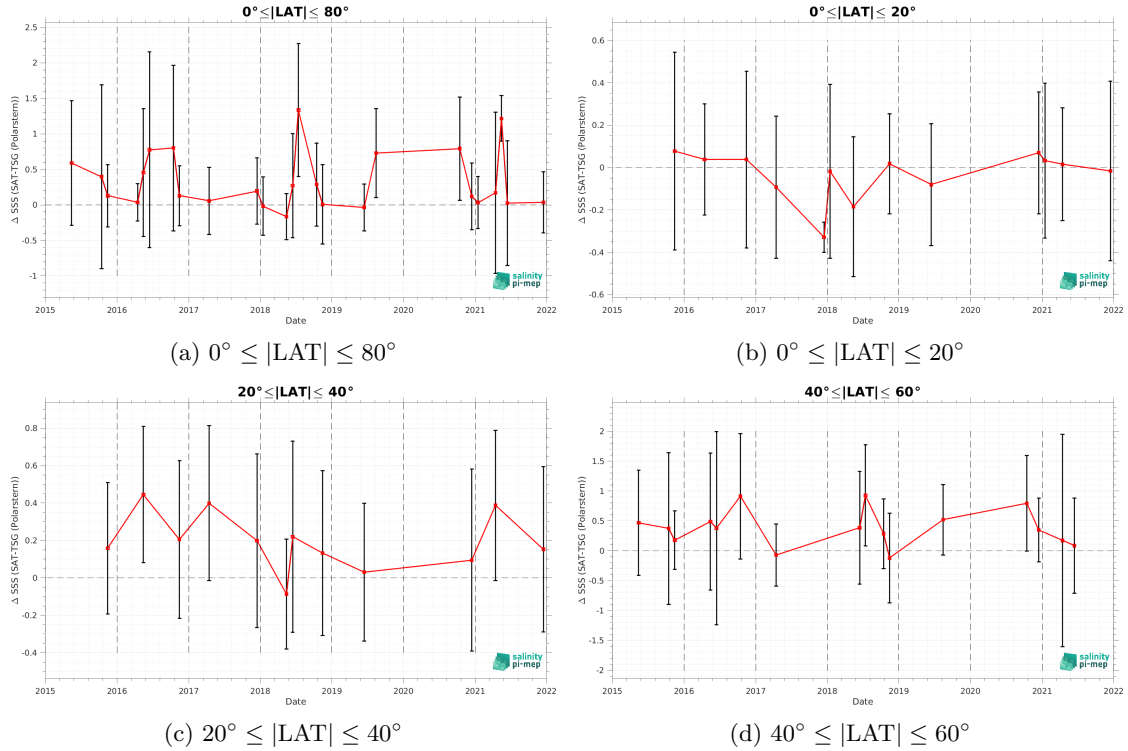 0°≤|LAT|≤ 80°
2.5
2
1.5
1
0.5
0
-0.5
-1
Δ SSS (SAT-TSG (Polarstern))
2015 2016 2017 2018 2019 2020 2021 2022
Date
salinity
pi-mep
(a) 0° ≤ |LAT| ≤ 80°
0°≤|LAT|≤ 20°
0.6
0.4
0.2
0
-0.2
-0.4
-0.6
Δ SSS (SAT-TSG (Polarstern))
2015 2016 2017 2018 2019 2020 2021 2022
Date
salinity
pi-mep
(b) 0° ≤ |LAT| ≤ 20°
20°≤|LAT|≤ 40°
0.8
0.6
0.4
0.2
0
-0.2
-0.4
Δ SSS (SAT-TSG (Polarstern))
2015 2016 2017 2018 2019 2020 2021 2022
Date
salinity
pi-mep
(c) 20° ≤ |LAT| ≤ 40°
40°≤|LAT|≤ 60°
2
1.5
1
0.5
0
-0.5
-1
-1.5
-2
Δ SSS (SAT-TSG (Polarstern))
2015 2016 2017 2018 2019 2020 2021 2022
Date
salinity
pi-mep
(d) 40° ≤ |LAT| ≤ 60°